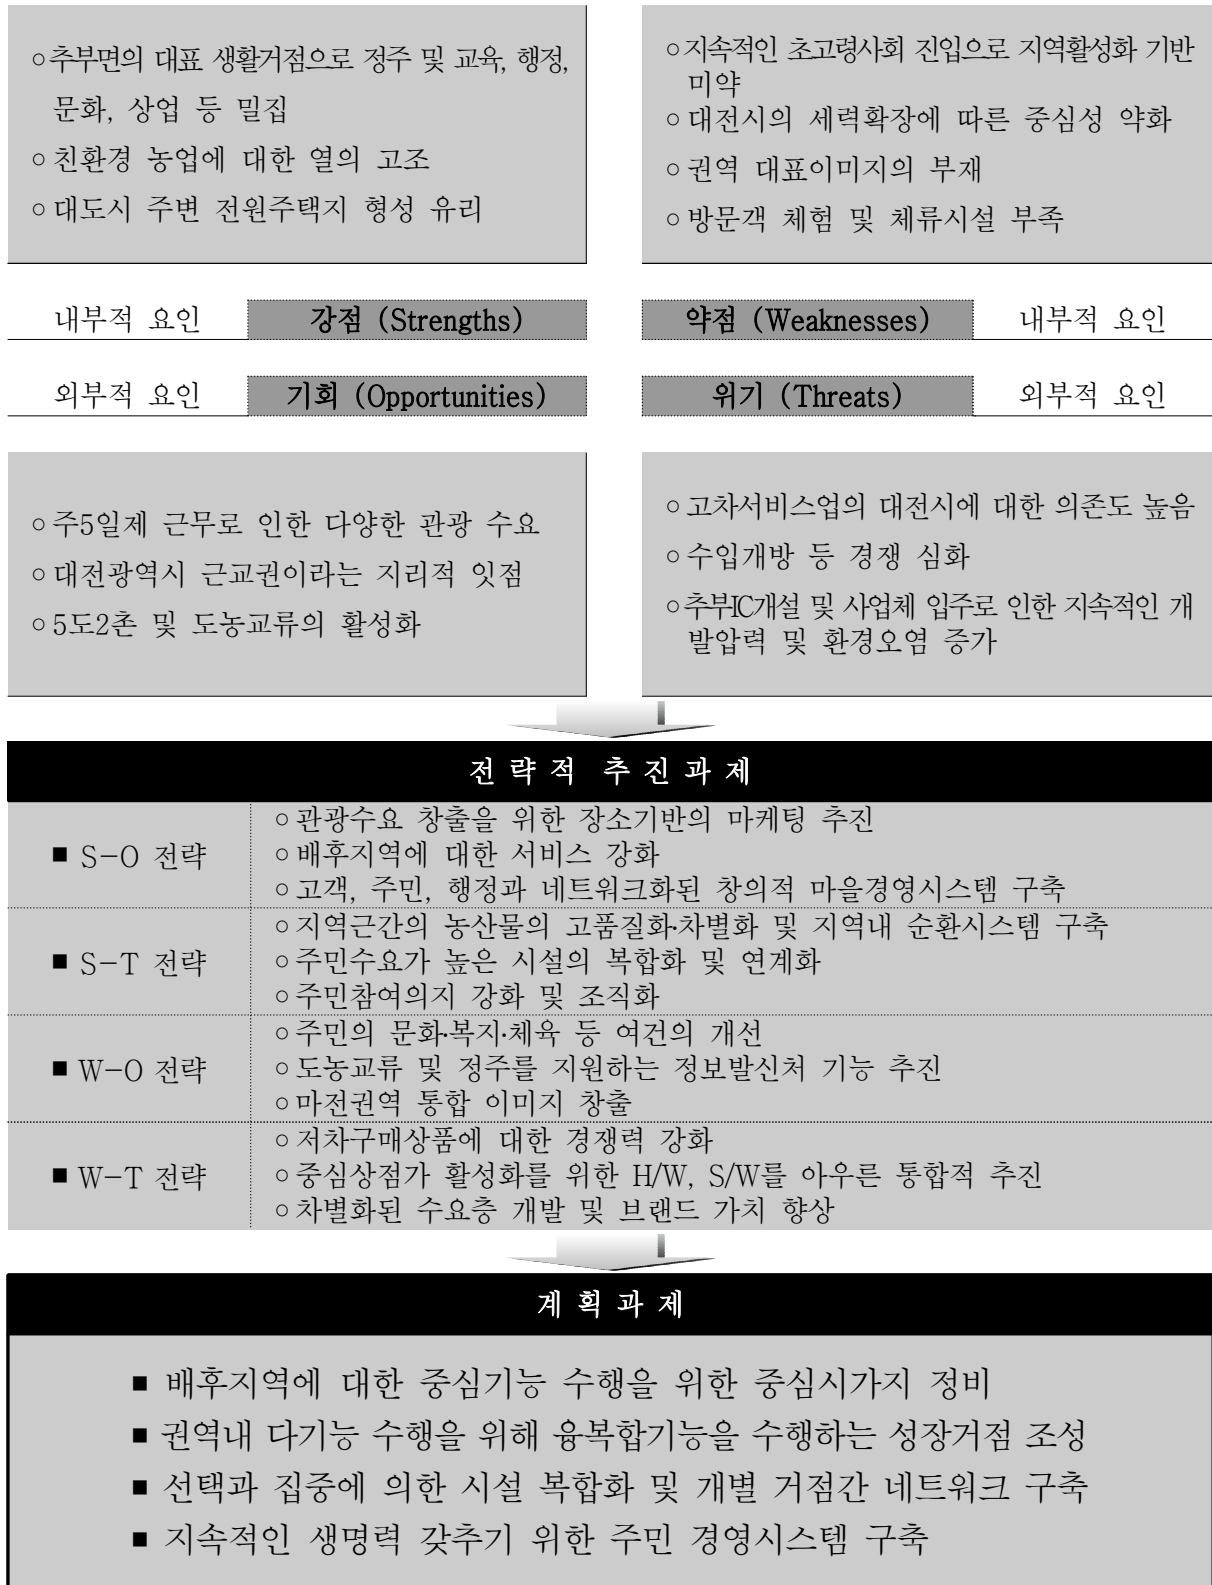 ○추부면의 대표 생활거점으로 정주 및 교육, 행정,
문화, 상업 등 밀집
○친환경 농업에 대한 열의 고조
○대도시 주변 전원주택지 형성 유리
○지속적인 초고령사회 진입으로 지역활성화 기반
미약
○대전시의 세력확장에 따른 중심성 약화
○권역 대표이미지의 부재
○방문객 체험 및 체류시설 부족
내부적 요인 강점 (Strengths) 약점 (Weaknesses) 내부적 요인
외부적 요인 기회 (Opportunities) 위기 (Threats) 외부적 요인
○주5일제 근무로 인한 다양한 관광 수요
○대전광역시 근교권이라는 지리적 잇점
○5도2촌 및 도농교류의 활성화
○고차서비스업의 대전시에 대한 의존도 높음
○수입개방 등 경쟁 심화
○추부IC개설 및 사업체 입주로 인한 지속적인 개
발압력 및 환경오염 증가
전략적 추진과제
■ S-O 전략
○관광수요 창출을 위한 장소기반의 마케팅 추진
○배후지역에 대한 서비스 강화
○고객, 주민, 행정과 네트워크화된 창의적 마을경영시스템 구축
■ S-T 전략
○지역근간의 농산물의 고품질화·차별화 및 지역내 순환시스템 구축
○주민수요가 높은 시설의 복합화 및 연계화
○주민참여의지 강화 및 조직화
■ W-O 전략
○주민의 문화·복지·체육 등 여건의 개선
○도농교류 및 정주를 지원하는 정보발신처 기능 추진
○마전권역 통합 이미지 창출
■ W-T 전략
○저차구매상품에 대한 경쟁력 강화
○중심상점가 활성화를 위한 H/W, S/W를 아우른 통합적 추진
○차별화된 수요층 개발 및 브랜드 가치 향상
계획과제
■ 배후지역에 대한 중심기능 수행을 위한 중심시가지 정비
■ 권역내 다기능 수행을 위해 융복합기능을 수행하는 성장거점 조성
■ 선택과 집중에 의한 시설 복합화 및 개별 거점간 네트워크 구축
■ 지속적인 생명력 갖추기 위한 주민 경영시스템 구축